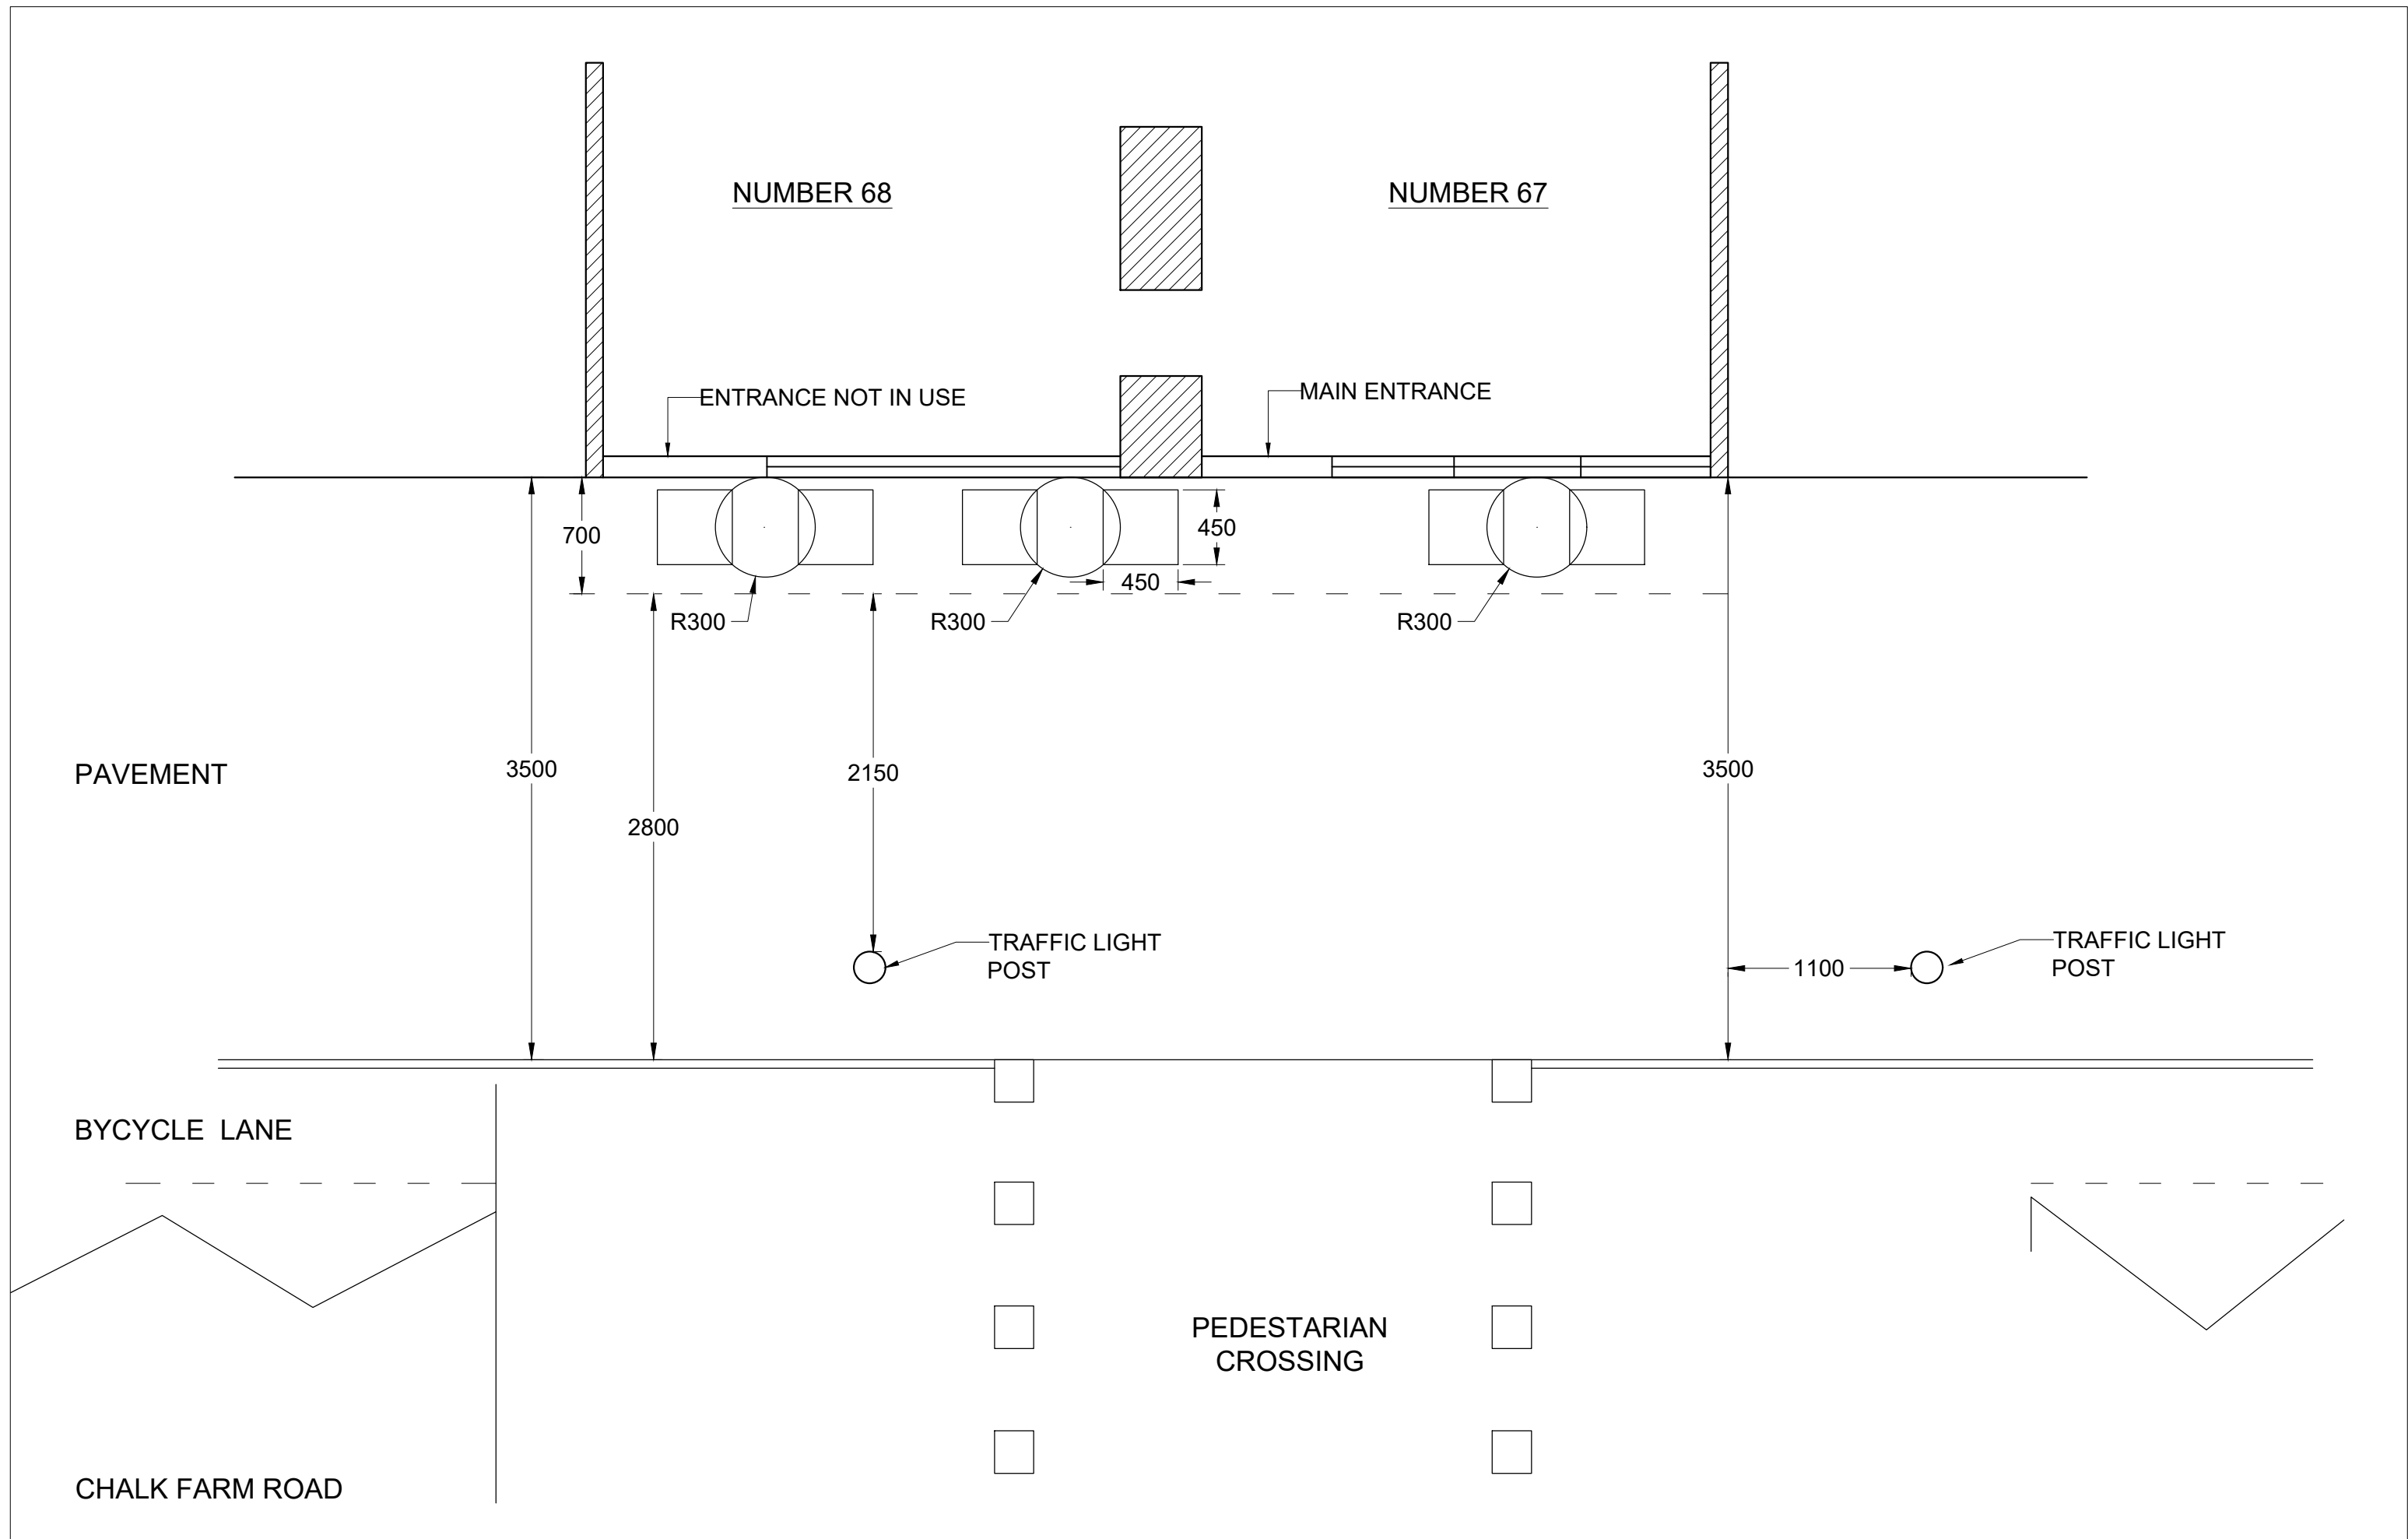 NUMBER 68
NUMBER 67
ENTRANCE NOT IN USE
MAIN ENTRANCE
700
450
450
R300
R300
R300
PAVEMENT
3500
2800
2150
3500
TRAFFIC LIGHT
POST
1100
TRAFFIC LIGHT
POST
BYCYCLE LANE
PEDESTARIAN
CROSSING
CHALK FARM ROAD